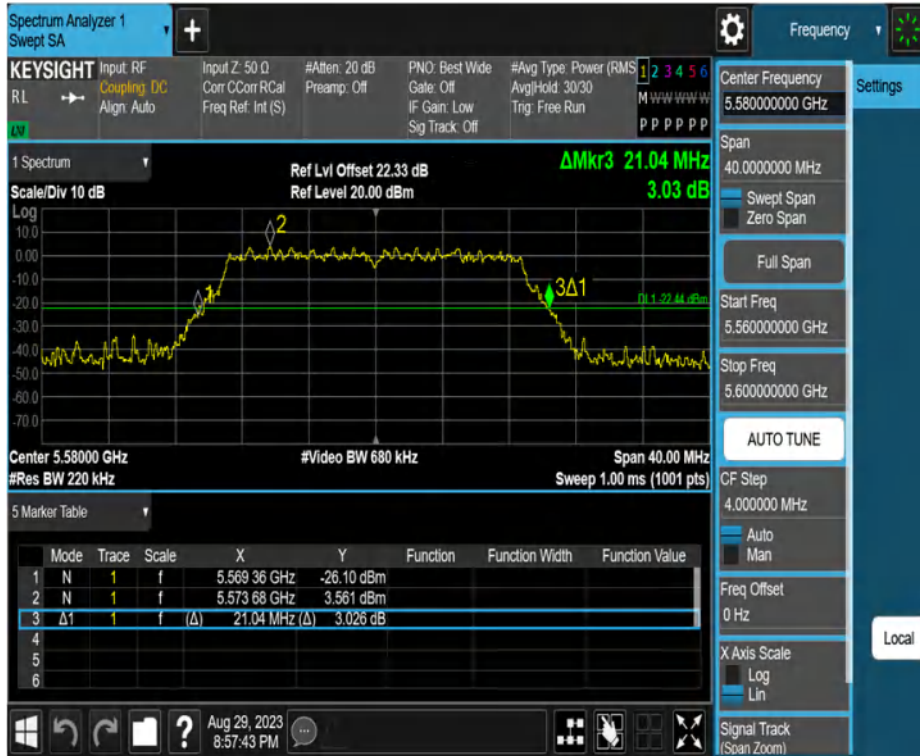 Spectrum Analyzer 1
Swept SA
+
Frequency
KEYSIGHT
RL
LXI
Input: RF
Coupling: DC
Align: Auto
Input Z: 50 Ω
Corr CCorr RCal
Freq Ref: Int (S)
#Atten: 20 dB
Preamp: Off
PNO: Best Wide
Gate: Off
IF Gain: Low
Sig Track: Off
#Avg Type: Power (RMS
Avg|Hold: 30/30
Trig: Free Run
1 2 3 4 5 6
M W W W W W
P P P P P P
Center Frequency
5.580000000 GHz
Settings
Span
40.0000000 MHz
Swept Span
Zero Span
Full Span
Start Freq
5.560000000 GHz
Stop Freq
5.600000000 GHz
AUTO TUNE
CF Step
4.000000 MHz
Auto
Man
Freq Offset
0 Hz
X Axis Scale
Log
Lin
Signal Track
(Span Zoom)
Local
1 Spectrum
Scale/Div 10 dB
Ref Lvl Offset 22.33 dB
Ref Level 20.00 dBm
ΔMkr3 21.04 MHz
3.03 dB
Log
10.0
0.00
-10.0
-20.0
-30.0
-40.0
-50.0
-60.0
-70.0
2
1
3Δ1
DL1 -22.44 dBm
Center 5.58000 GHz
#Video BW 680 kHz
Span 40.00 MHz
#Res BW 220 kHz
Sweep 1.00 ms (1001 pts)
5 Marker Table
Mode Trace Scale X Y Function Function Width Function Value
1 N 1 f 5.569 36 GHz -26.10 dBm
2 N 1 f 5.573 68 GHz 3.561 dBm
3 Δ1 1 f (Δ) 21.04 MHz (Δ) 3.026 dB
4
5
6
?
Aug 29, 2023
8:57:43 PM